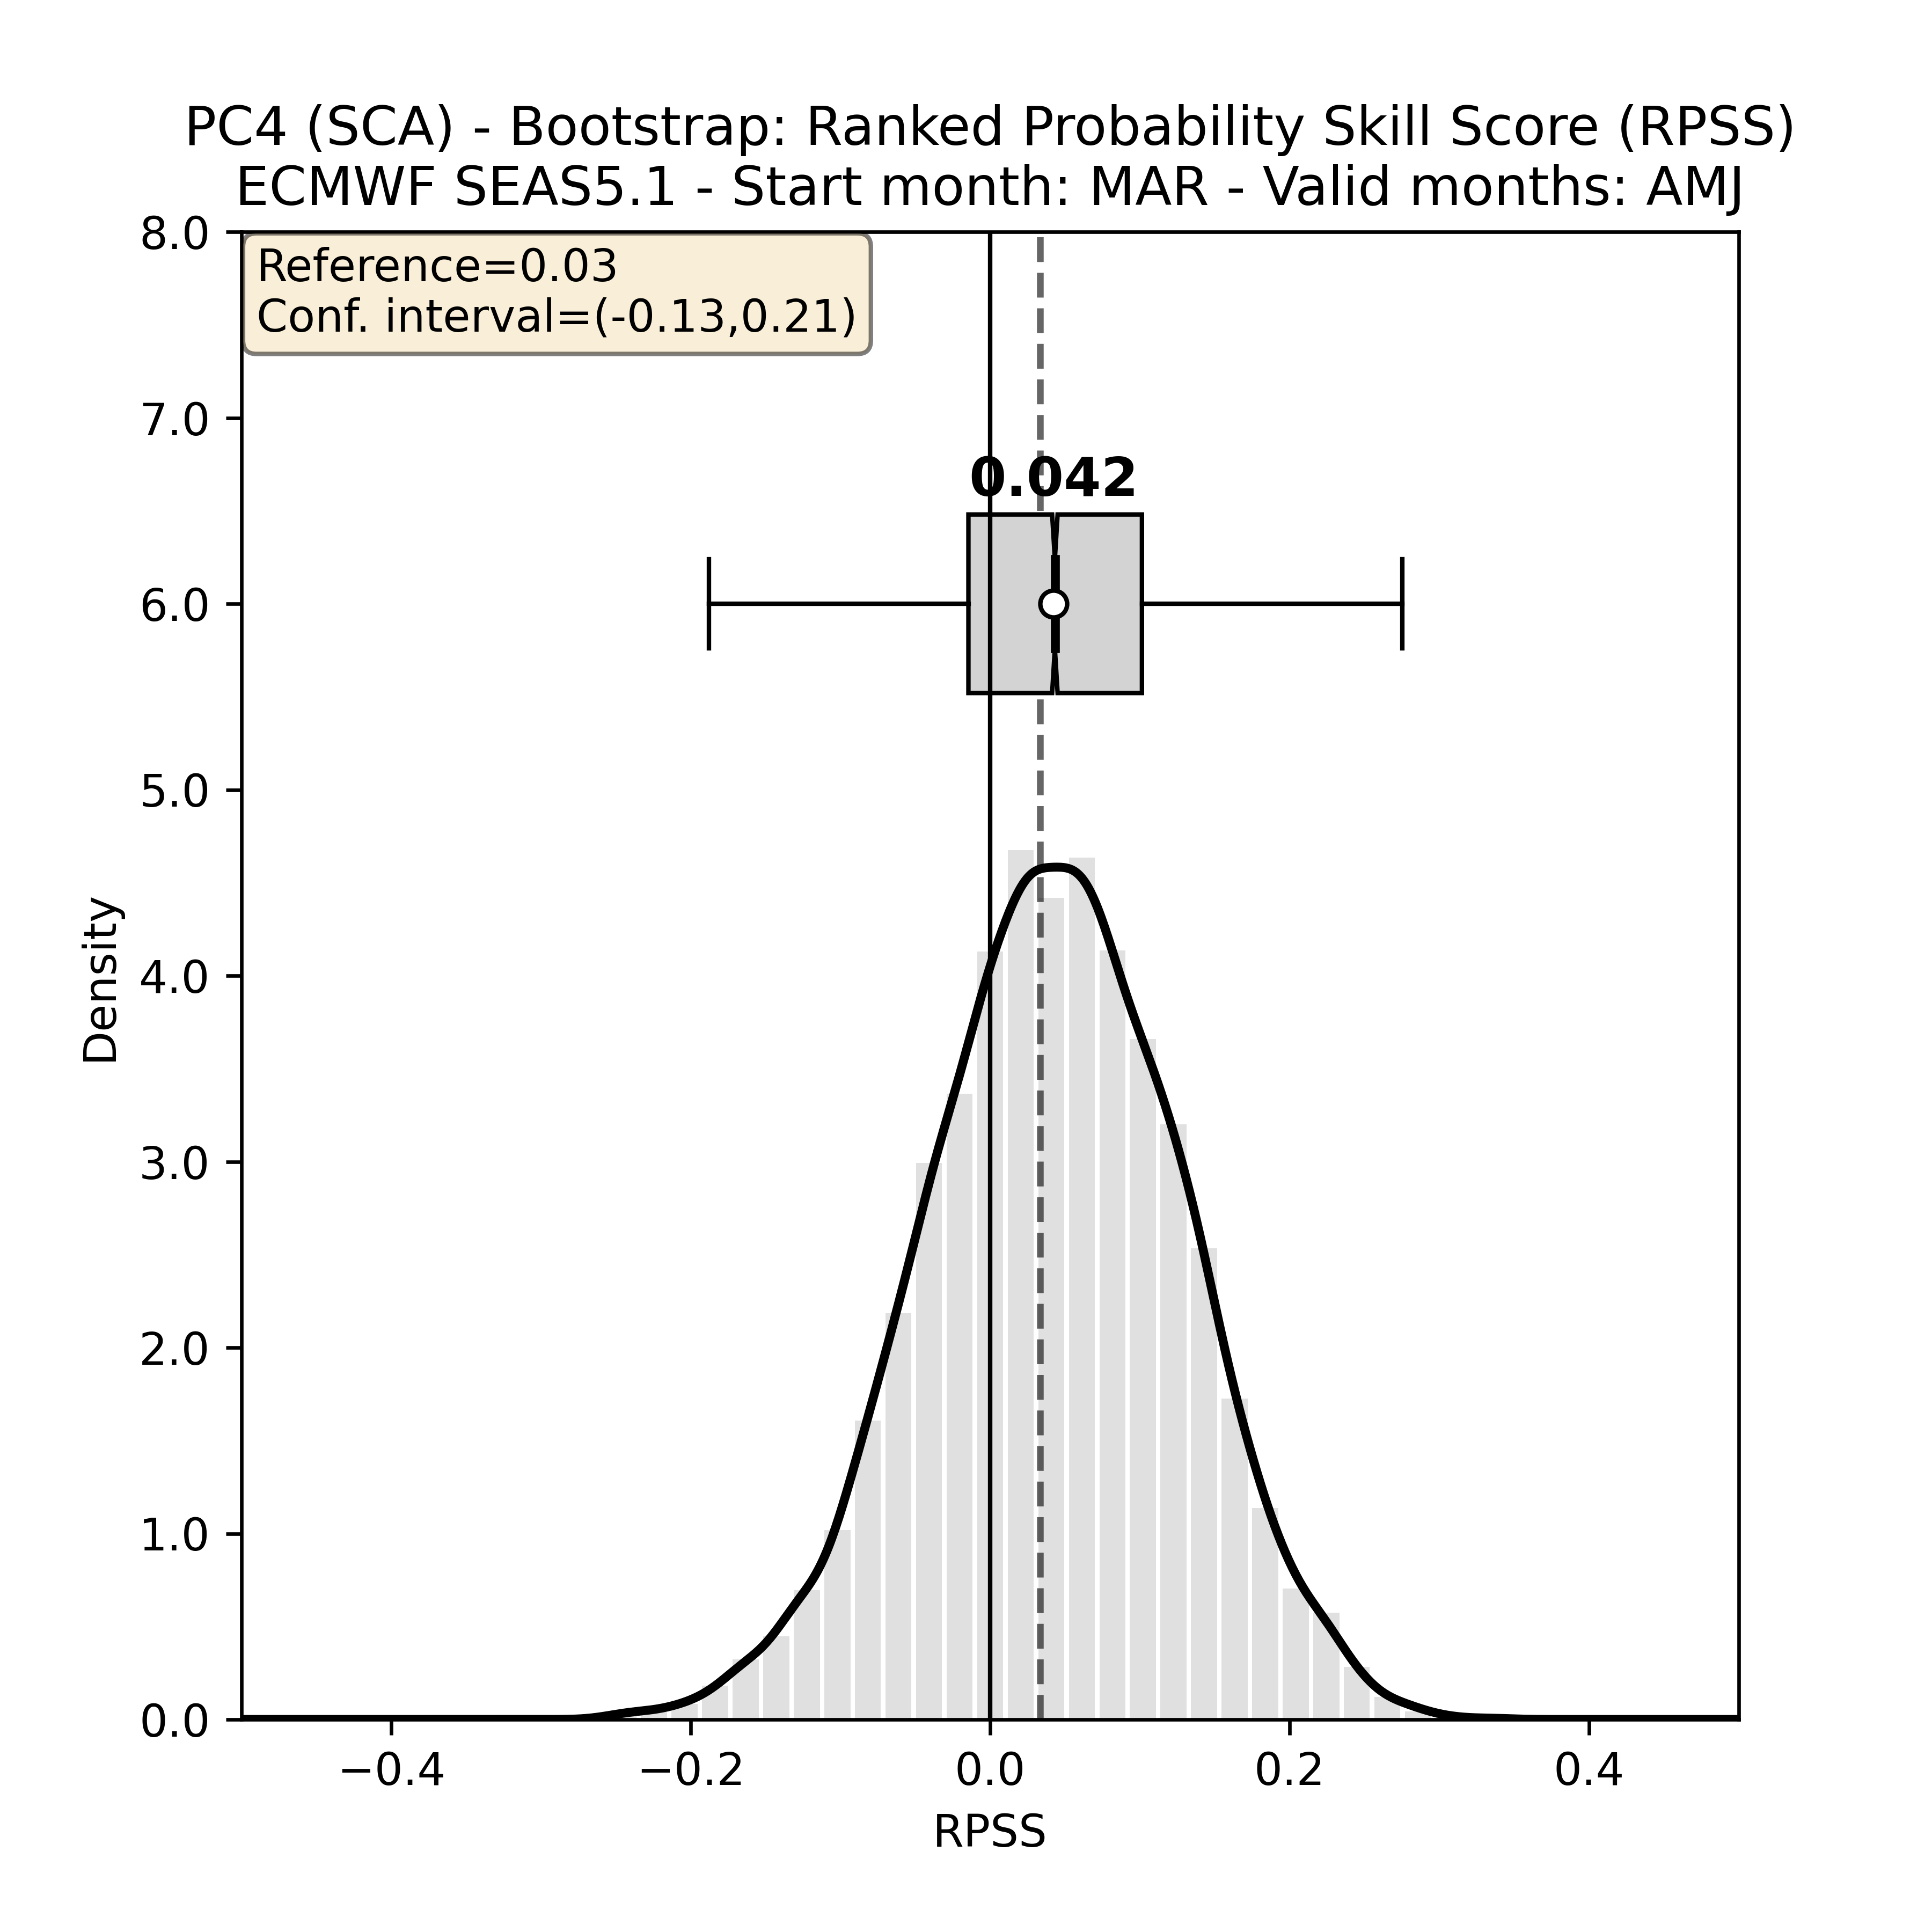 PC4 (SCA) - Bootstrap: Ranked Probability Skill Score (RPSS)
ECMWF SEAS5.1 - Start month: MAR - Valid months: AMJ
8.0
Reference=0.03
Conf. interval=(-0.13,0.21)
7.0
0.042
6.0
5.0
4.0
Density
3.0
2.0
1.0
0.0
−0.4 −0.2 0.0 0.2 0.4
RPSS